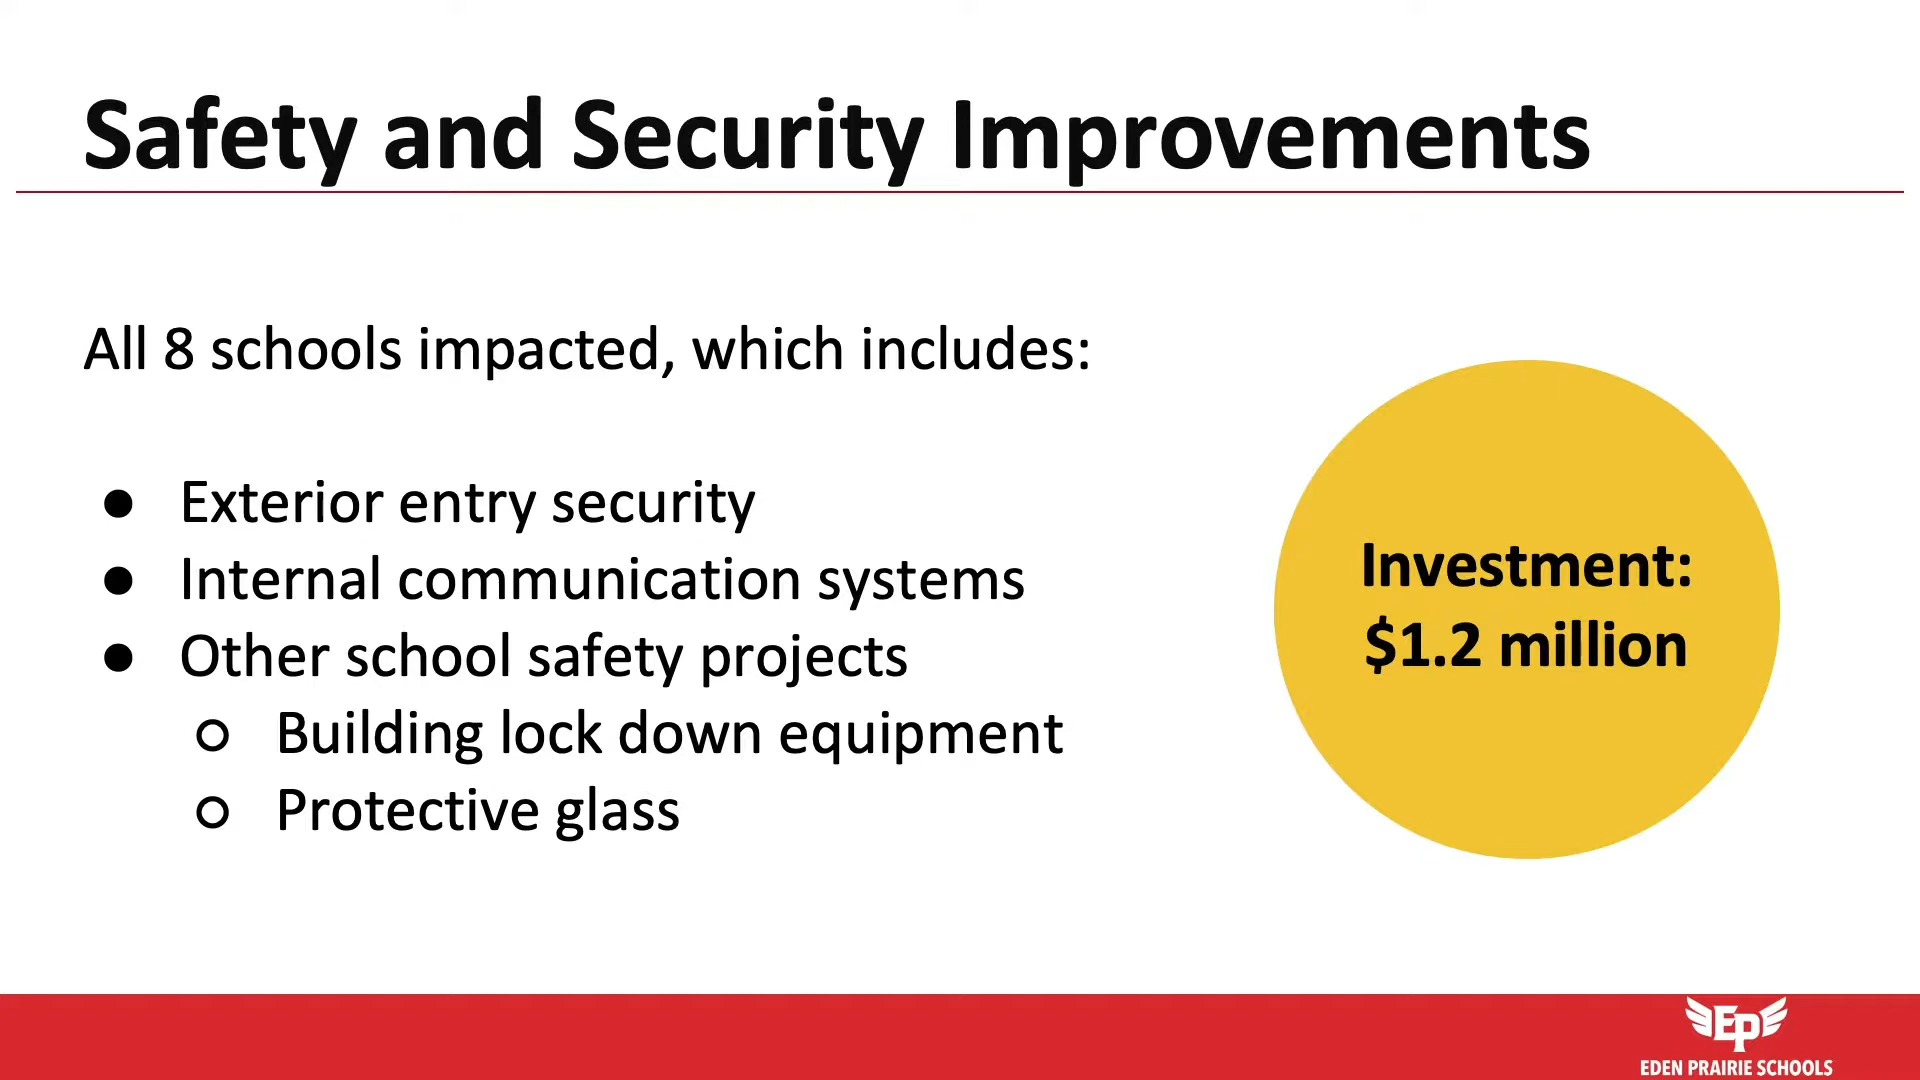 Safety and Security Improvements
All 8 schools impacted, which includes:
● Exterior entry security
● Internal communication systems
● Other school safety projects
○ Building lock down equipment
○ Protective glass
Investment:
$1.2 million
EP
EDEN PRAIRIE SCHOOLS